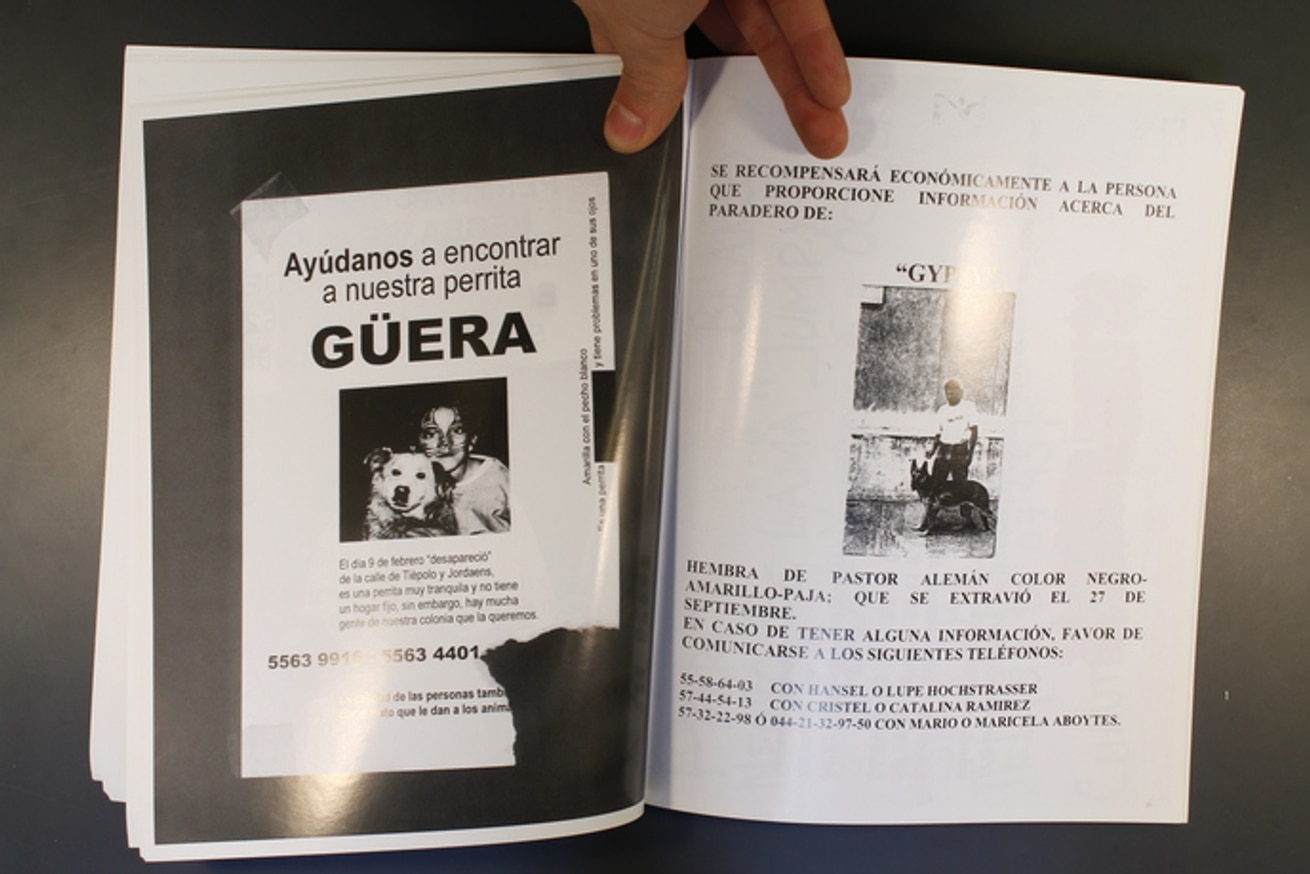 Ayúdanos a encontrar
a nuestra perrita
GÜERA
El día 9 de febrero "desapareció"
de la calle de Tiépolo y Jordaens,
es una perrita muy tranquila y no tiene
un hogar fijo, sin embargo, hay mucha
gente de nuestra colonia que la queremos.
5563 9916 - 5563 4401
de las personas tamb
que le dan a los anima
y tiene problemas en uno de sus ojos
Amarilla con el pecho blanco
Es una perrita
SE RECOMPENSARÁ ECONÓMICAMENTE A LA PERSONA
QUE PROPORCIONE INFORMACIÓN ACERCA DEL
PARADERO DE:
"GYPSY"
HEMBRA DE PASTOR ALEMÁN COLOR NEGRO-
AMARILLO-PAJA; QUE SE EXTRAVIÓ EL 27 DE
SEPTIEMBRE.
EN CASO DE TENER ALGUNA INFORMACIÓN, FAVOR DE
COMUNICARSE A LOS SIGUIENTES TELÉFONOS:
55-58-64-03 CON HANSEL O LUPE HOCHSTRASSER
57-44-54-13 CON CRISTEL O CATALINA RAMIREZ
57-32-22-98 Ó 044-21-32-97-50 CON MARIO O MARICELA ABOYTES.